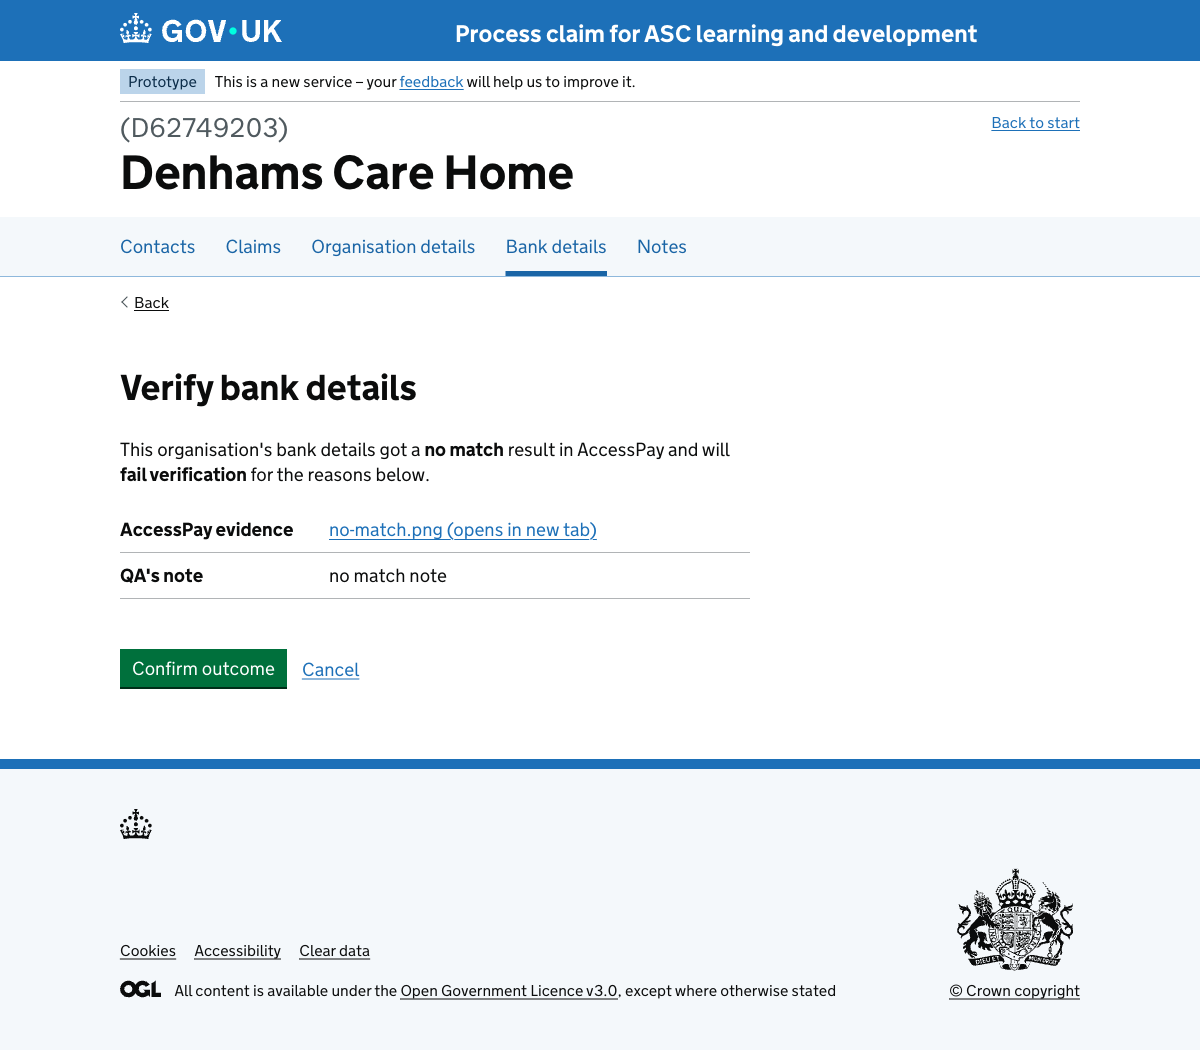 GOV·UK
Process claim for ASC learning and development
Prototype This is a new service – your feedback will help us to improve it.
(D62749203)
Back to start
Denhams Care Home
Contacts Claims Organisation details Bank details Notes
Back
Verify bank details
This organisation's bank details got a no match result in AccessPay and will
fail verification for the reasons below.
AccessPay evidence no-match.png (opens in new tab)
QA's note no match note
Confirm outcome Cancel
Cookies Accessibility Clear data
OGL All content is available under the Open Government Licence v3.0, except where otherwise stated
© Crown copyright